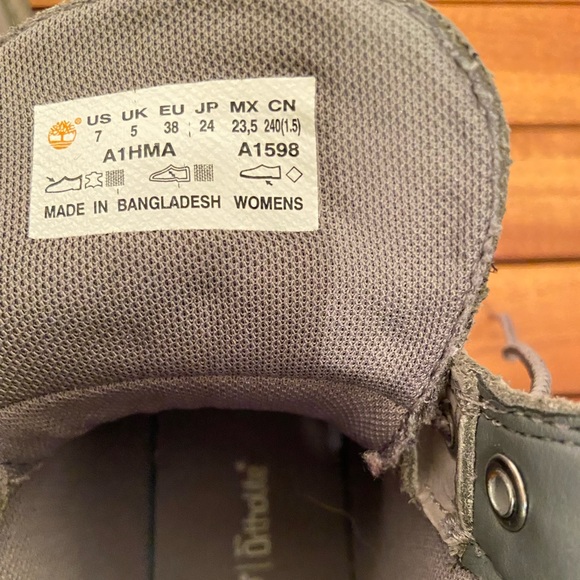 ® US UK EU JP MX CN
7 5 38 24 23,5 240(1.5)
A1HMA A1598
MADE IN BANGLADESH WOMENS
OrthoLite